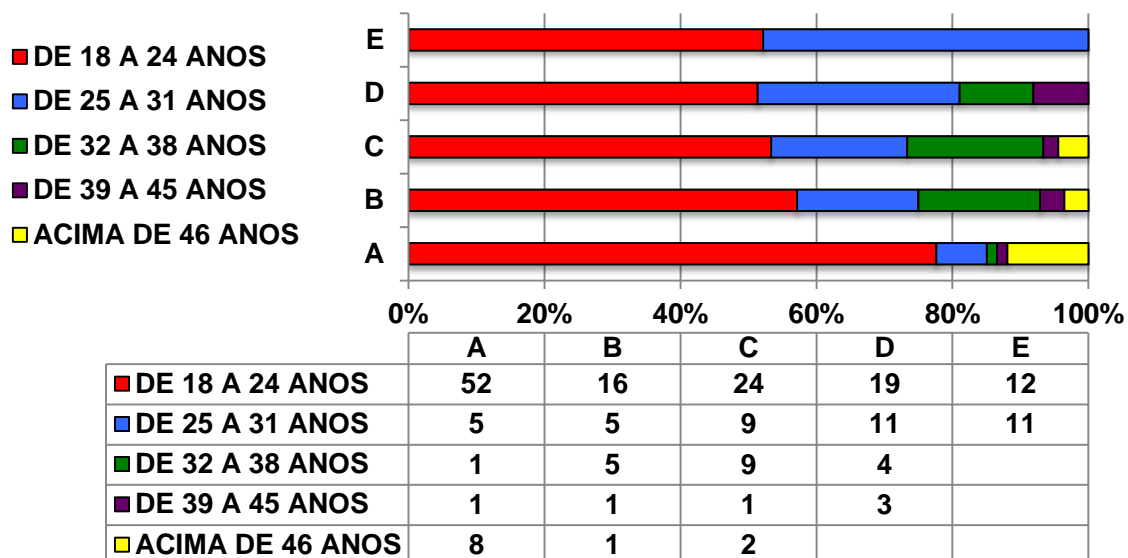 DE 18 A 24 ANOS
DE 25 A 31 ANOS
DE 32 A 38 ANOS
DE 39 A 45 ANOS
ACIMA DE 46 ANOS
E
D
C
B
A
0% 20% 40% 60% 80% 100%
A B C D E
DE 18 A 24 ANOS 52 16 24 19 12
DE 25 A 31 ANOS 5 5 9 11 11
DE 32 A 38 ANOS 1 5 9 4
DE 39 A 45 ANOS 1 1 1 3
ACIMA DE 46 ANOS 8 1 2